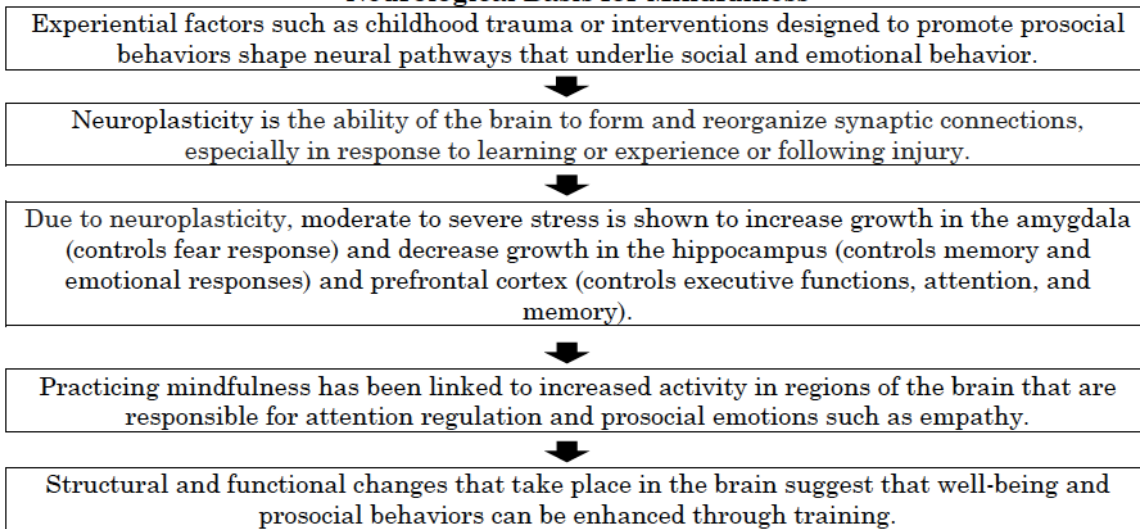 Neurological Basis for Mindfulness
Experiential factors such as childhood trauma or interventions designed to promote prosocial
behaviors shape neural pathways that underlie social and emotional behavior.
Neuroplasticity is the ability of the brain to form and reorganize synaptic connections,
especially in response to learning or experience or following injury.
Due to neuroplasticity, moderate to severe stress is shown to increase growth in the amygdala
(controls fear response) and decrease growth in the hippocampus (controls memory and
emotional responses) and prefrontal cortex (controls executive functions, attention, and
memory).
Practicing mindfulness has been linked to increased activity in regions of the brain that are
responsible for attention regulation and prosocial emotions such as empathy.
Structural and functional changes that take place in the brain suggest that well-being and
prosocial behaviors can be enhanced through training.